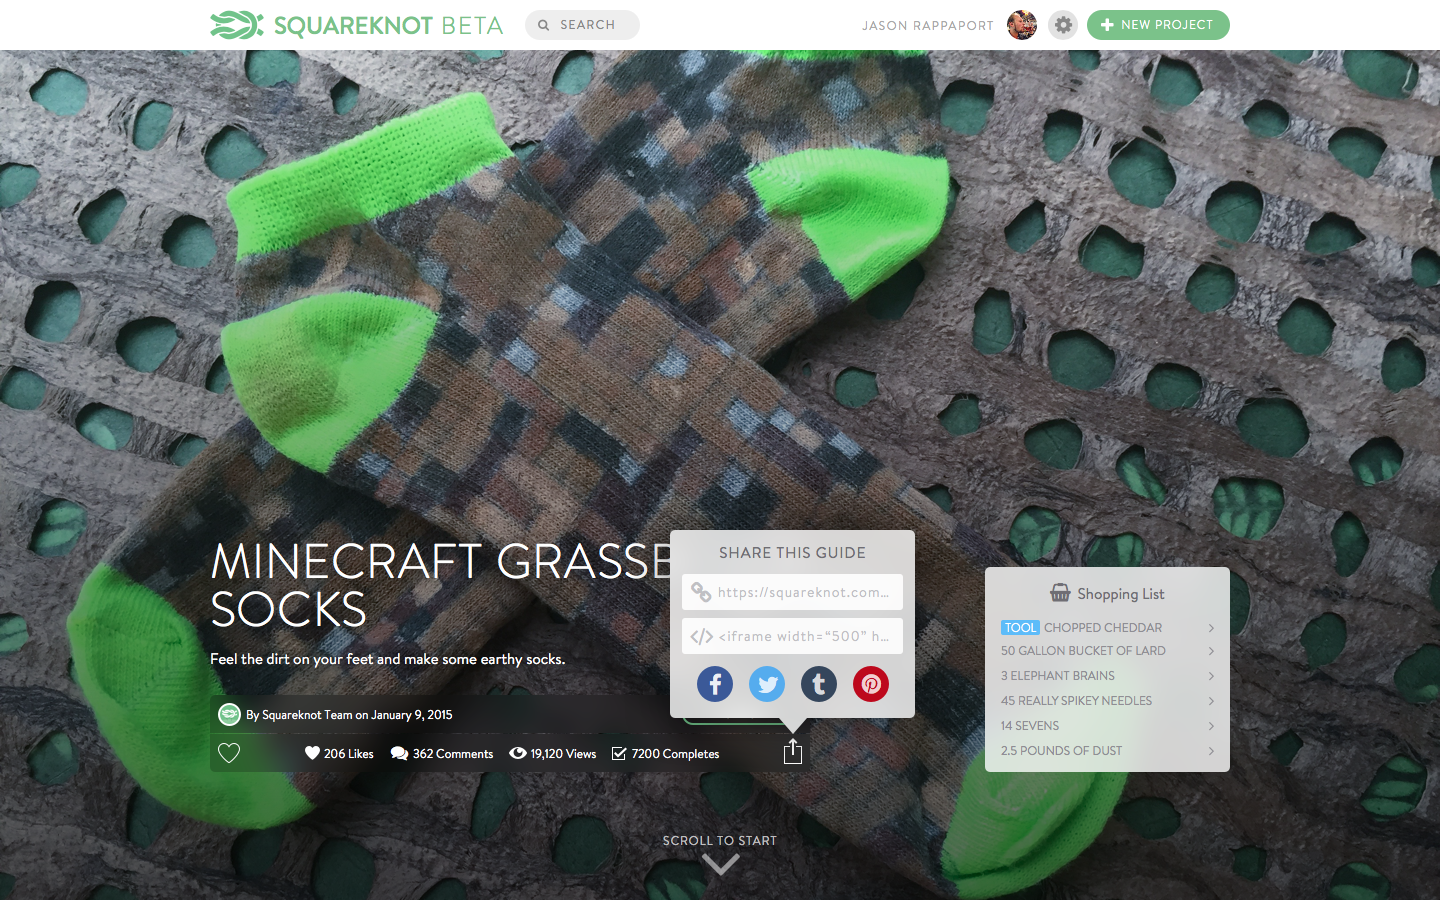 SQUAREKNOT BETA
SEARCH
JASON RAPPAPORT
NEW PROJECT
MINECRAFT GRASSE
SOCKS
Feel the dirt on your feet and make some earthy socks.
By Squareknot Team on January 9, 2015
206 Likes
362 Comments
19,120 Views
7200 Completes
SHARE THIS GUIDE
https://squareknot.com...
<iframe width=“500” h...
Shopping List
TOOL CHOPPED CHEDDAR
50 GALLON BUCKET OF LARD
3 ELEPHANT BRAINS
45 REALLY SPIKEY NEEDLES
14 SEVENS
2.5 POUNDS OF DUST
SCROLL TO START